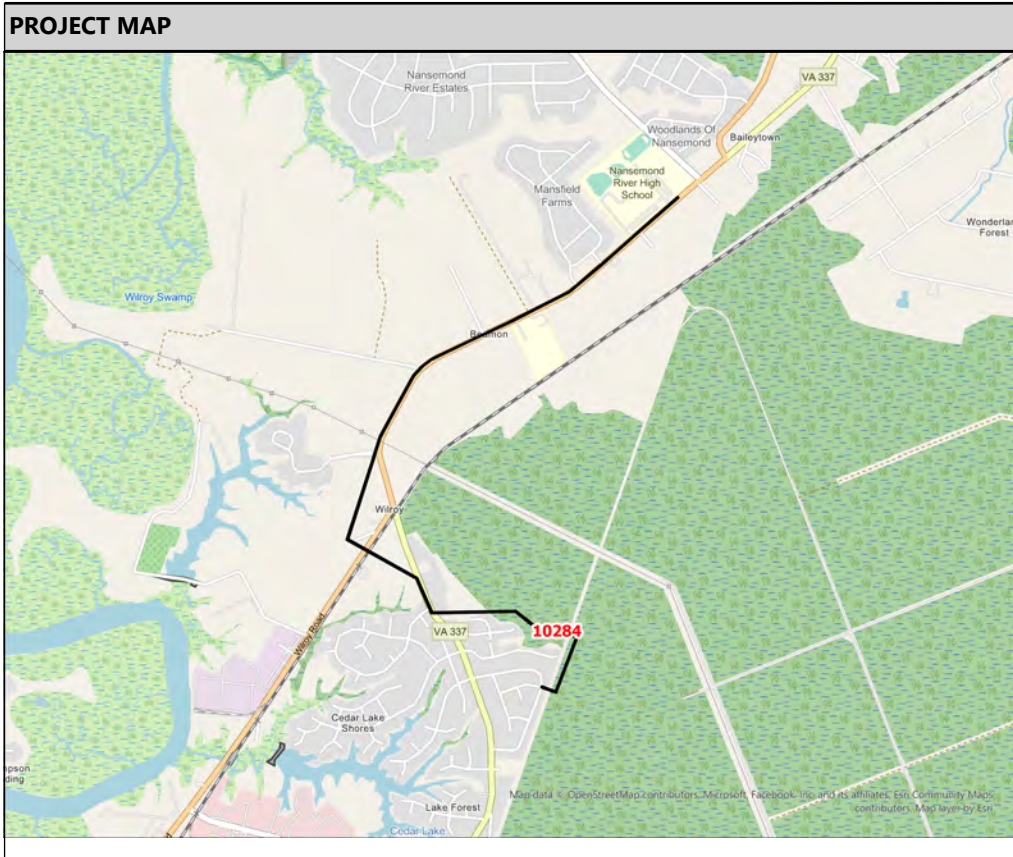 PROJECT MAP
Nansemond
River Estates
VA 337
Woodlands Of
Nansemond
Baileytown
Nansemond
River High
School
Mansfield
Farms
Forest
Wilroy Swamp
Wilroy
10284
VA 337
Wilroy Road
Cedar Lake
Shores
Lake Forest
Cedar Lake
Map data © OpenStreetMap contributors, Microsoft, Facebook, Inc. and its affiliates, Esri Community Maps
contributors, Map layer by Esri